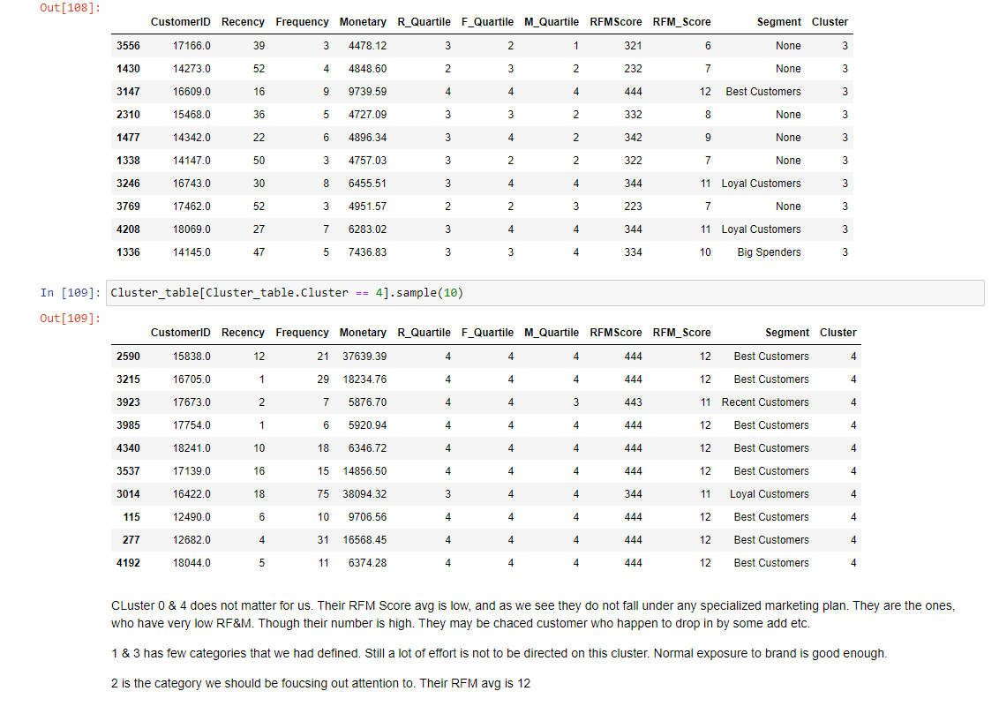 Out[108]:
CustomerID Recency Frequency Monetary R_Quartile F_Quartile M_Quartile RFMScore RFM_Score Segment Cluster
3556 17166.0 39 3 4478.12 3 2 1 321 6 None 3
1430 14273.0 52 4 4848.60 2 3 2 232 7 None 3
3147 16609.0 16 9 9739.59 4 4 4 444 12 Best Customers 3
2310 15468.0 36 5 4727.09 3 3 2 332 8 None 3
1477 14342.0 22 6 4896.34 3 4 2 342 9 None 3
1338 14147.0 50 3 4757.03 3 2 2 322 7 None 3
3246 16743.0 30 8 6455.51 3 4 4 344 11 Loyal Customers 3
3769 17462.0 52 3 4951.57 2 2 3 223 7 None 3
4208 18069.0 27 7 6283.02 3 4 4 344 11 Loyal Customers 3
1336 14145.0 47 5 7436.83 3 3 4 334 10 Big Spenders 3
In [109]: Cluster_table[Cluster_table.Cluster == 4].sample(10)
Out[109]:
CustomerID Recency Frequency Monetary R_Quartile F_Quartile M_Quartile RFMScore RFM_Score Segment Cluster
2590 15838.0 12 21 37639.39 4 4 4 444 12 Best Customers 4
3215 16705.0 1 29 18234.76 4 4 4 444 12 Best Customers 4
3923 17673.0 2 7 5876.70 4 4 3 443 11 Recent Customers 4
3985 17754.0 1 6 5920.94 4 4 4 444 12 Best Customers 4
4340 18241.0 10 18 6346.72 4 4 4 444 12 Best Customers 4
3537 17139.0 16 15 14856.50 4 4 4 444 12 Best Customers 4
3014 16422.0 18 75 38094.32 3 4 4 344 11 Loyal Customers 4
115 12490.0 6 10 9706.56 4 4 4 444 12 Best Customers 4
277 12682.0 4 31 16568.45 4 4 4 444 12 Best Customers 4
4192 18044.0 5 11 6374.28 4 4 4 444 12 Best Customers 4
CLuster 0 & 4 does not matter for us. Their RFM Score avg is low, and as we see they do not fall under any specialized marketing plan. They are the ones,
who have very low RF&M. Though their number is high. They may be chaced customer who happen to drop in by some add etc.
1 & 3 has few categories that we had defined. Still a lot of effort is not to be directed on this cluster. Normal exposure to brand is good enough.
2 is the category we should be foucsing out attention to. Their RFM avg is 12